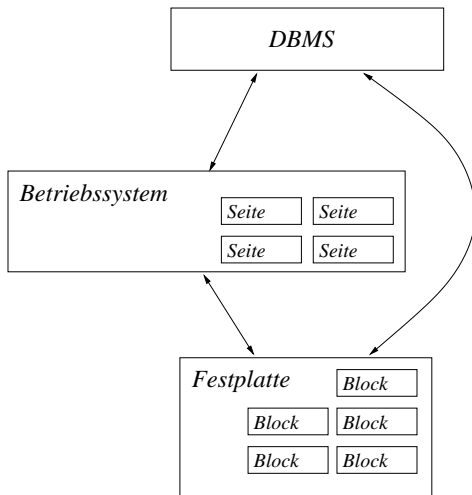 DBMS
Betriebssystem
Seite Seite
Seite Seite
Festplatte
Block
Block Block
Block Block